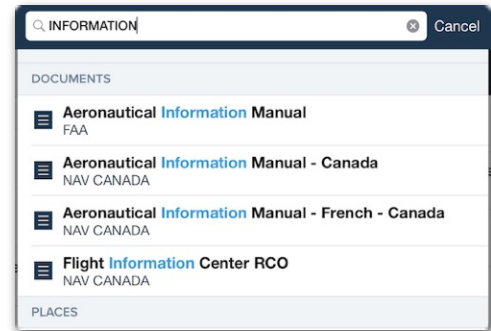 INFORMATION
Cancel
DOCUMENTS
Aeronautical Information Manual
FAA
Aeronautical Information Manual - Canada
NAV CANADA
Aeronautical Information Manual - French - Canada
NAV CANADA
Flight Information Center RCO
NAV CANADA
PLACES